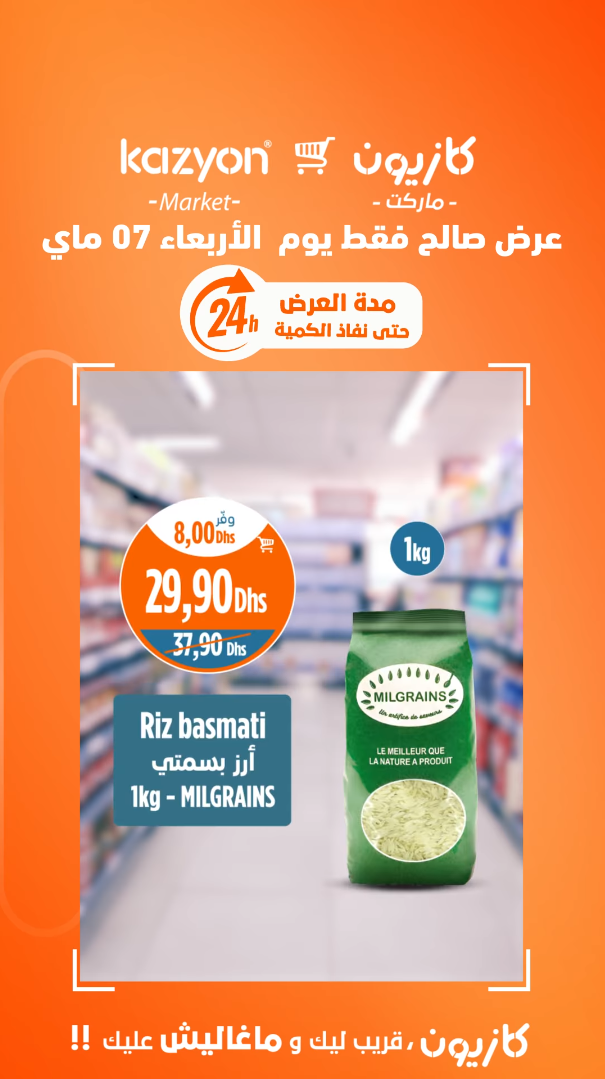 kazyon® كازيون
-Market- - ماركت -
عرض صالح فقط يوم الأربعاء 07 ماي
24h
مدة العرض
حتى نفاذ الكمية
وفّر
8,00Dhs
29,90Dhs
37,90 Dhs
1kg
Riz basmati
أرز بسمتي
1kg - MILGRAINS
MILGRAINS
LE MEILLEUR QUE
LA NATURE A PRODUIT
كازيون ، قريب ليك و ماغاليش عليك !!